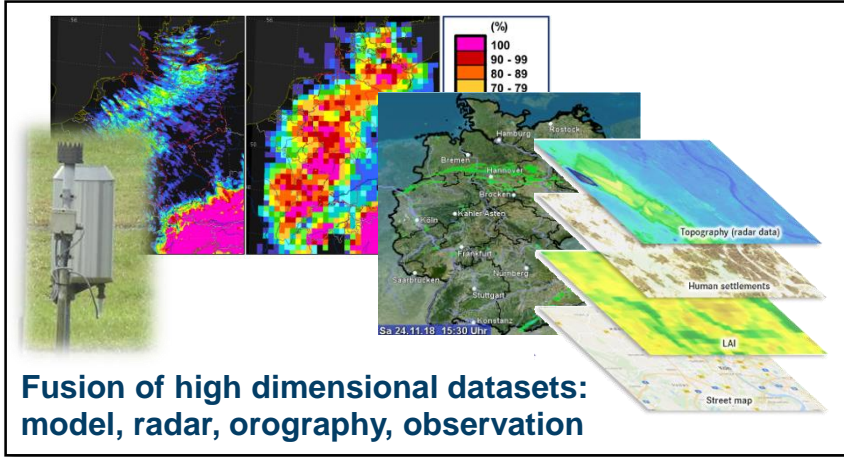 56
56
(%)
100
90 - 99
80 - 89
70 - 79
Hamburg
Rostock
Bremen
Hannover
Brocken
Köln
Kahler Asten
Frankfurt
Saarbrücken
Nürnberg
Stuttgart
Konstanz
Sa 24.11.18 15:30 Uhr
Topography (radar data)
Human settlements
LAI
Street map
Fusion of high dimensional datasets:
model, radar, orography, observation